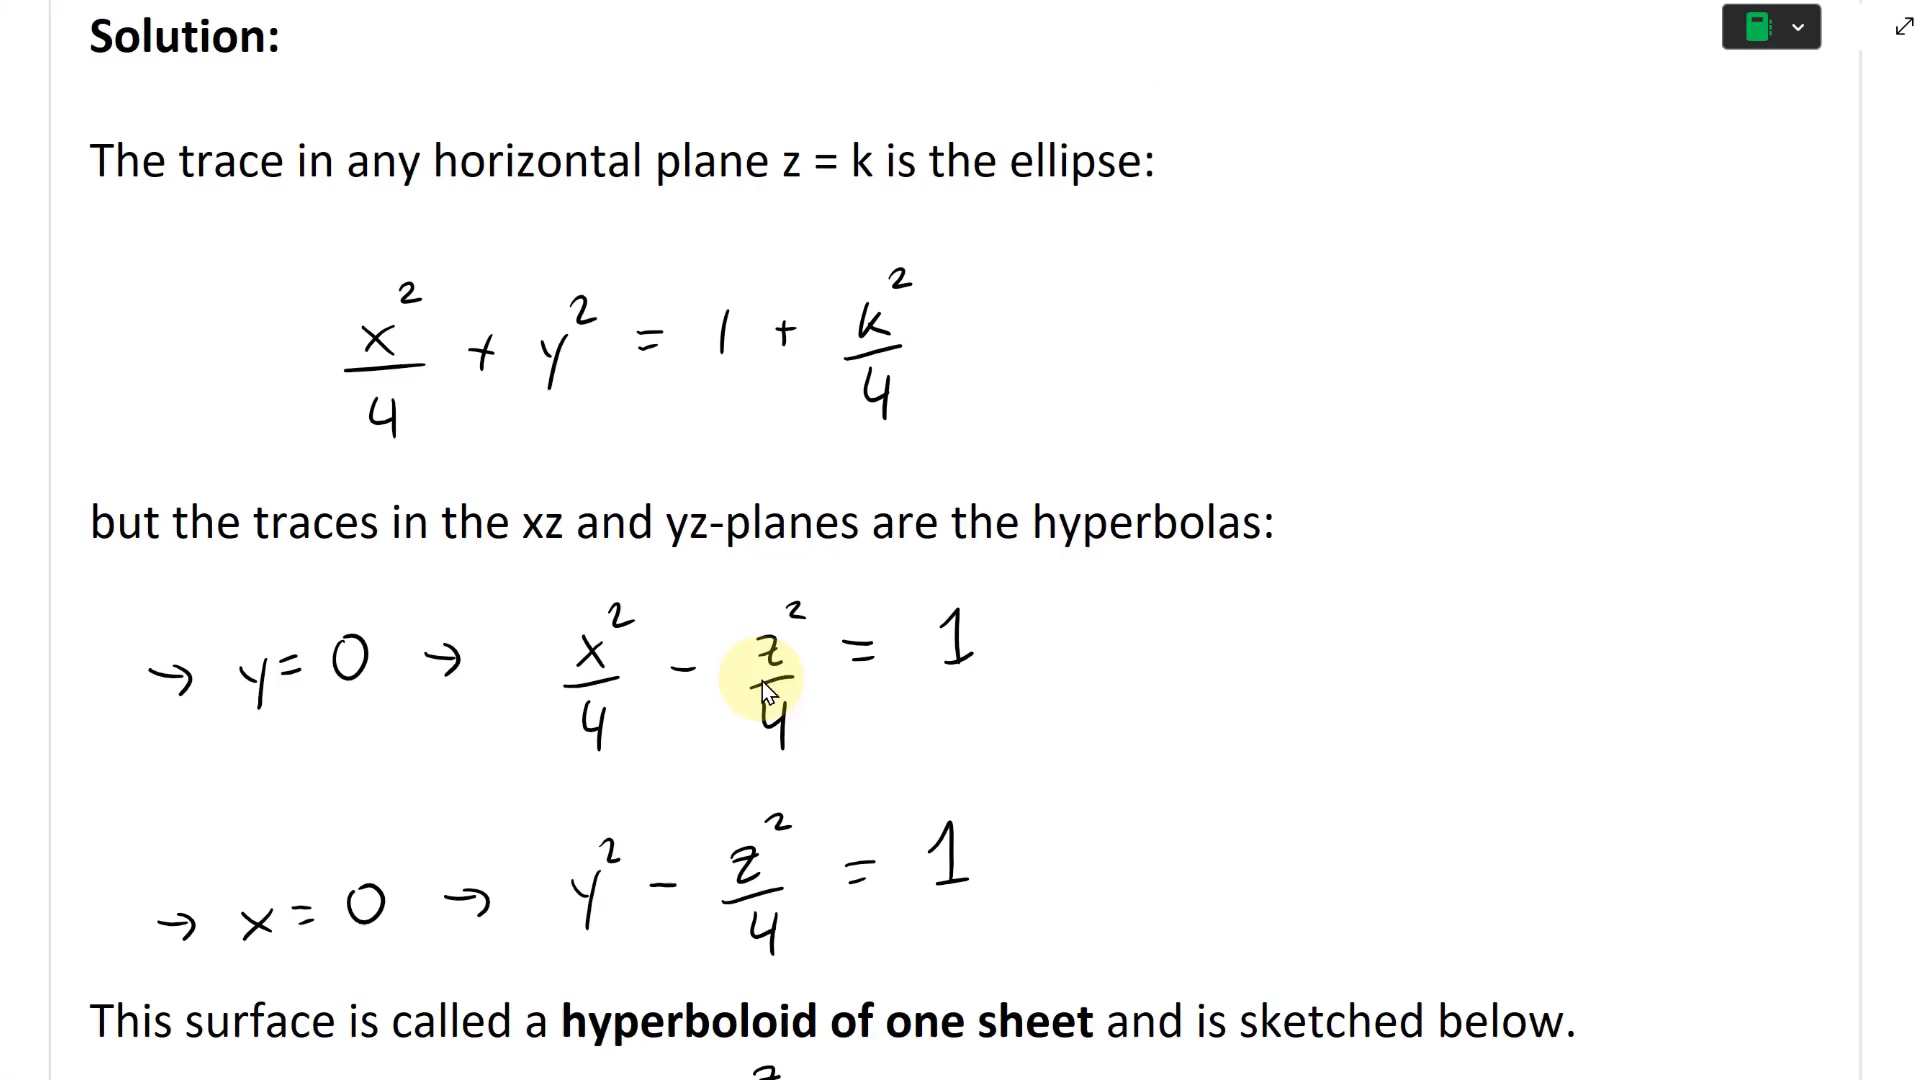 Solution:
The trace in any horizontal plane z = k is the ellipse:
x²/4 + y² = 1 + k²/4
but the traces in the xz and yz-planes are the hyperbolas:
→ y = 0 → x²/4 - z²/4 = 1
→ x = 0 → y² - z²/4 = 1
This surface is called a hyperboloid of one sheet and is sketched below.
z